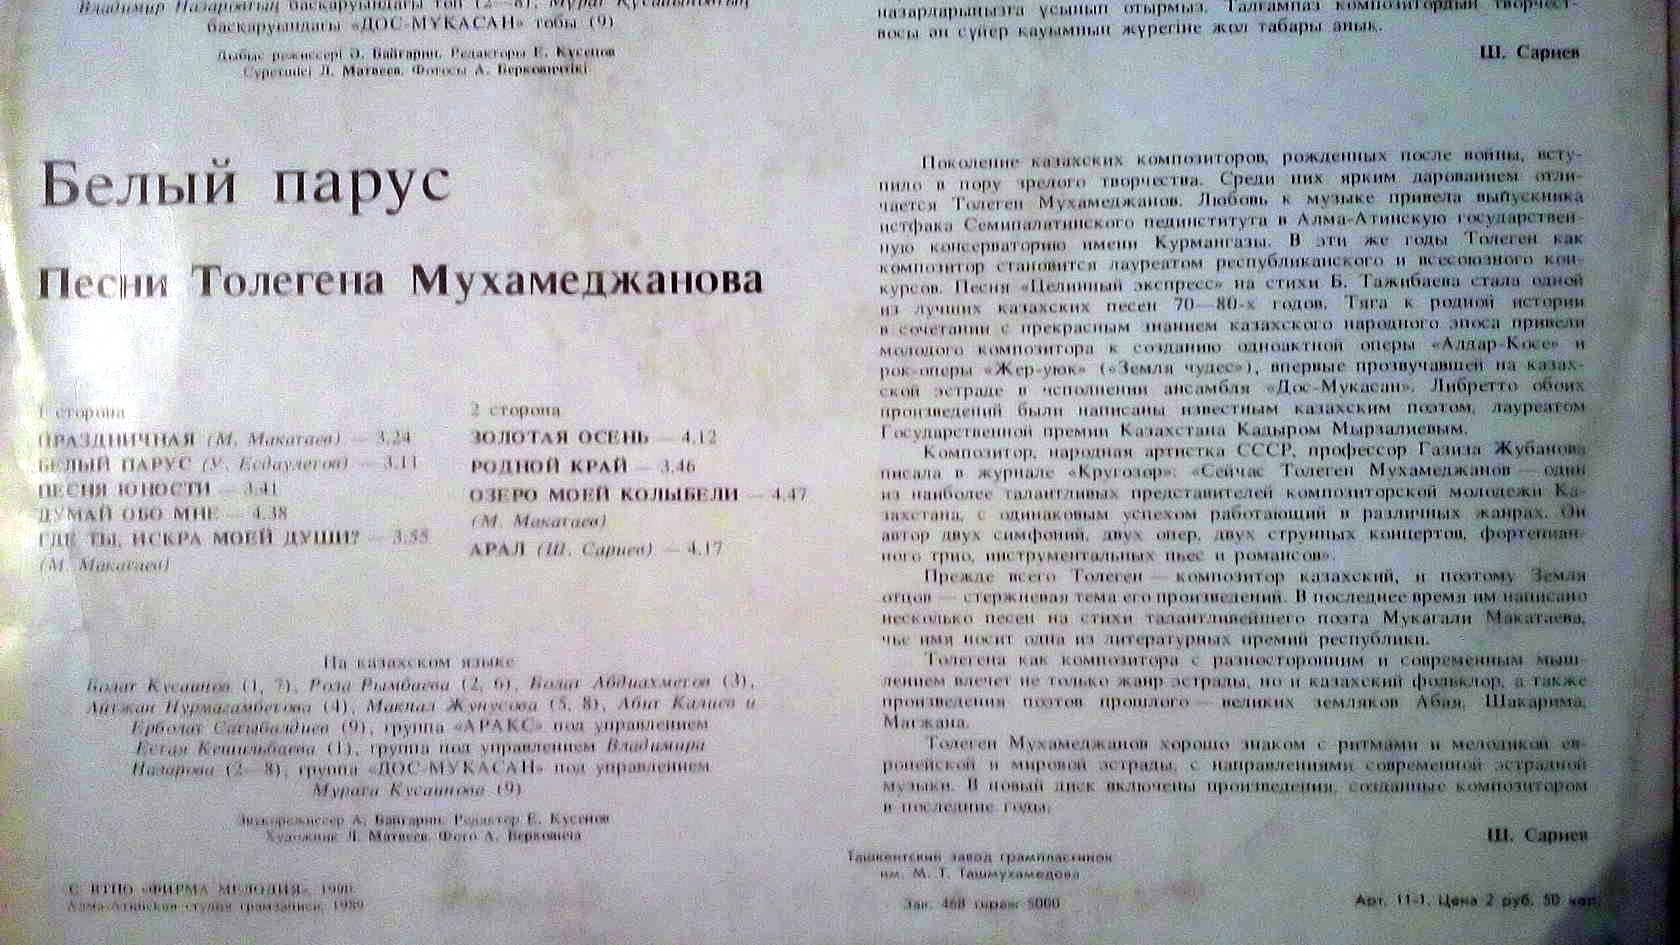 Владимир Назаровтың басқаруындағы топ (2—8), Мурат Кусаиновтың
басқаруындағы «ДОС-МУКАСАН» тобы (9)
Дыбыс режиссері Ә. Байгарин. Редакторы Е. Кусенов
Суретшісі Л. Матвеев. Фотосы А. Берковичтікі
назарларыңызға ұсынып отырмыз. Талғампаз композитордың творчест-
восы ән сүйер қауымның жүрегіне жол табары анық.
Ш. Сариев
Белый парус
Песни Толегена Мухамеджанова
1 сторона
ПРАЗДНИЧНАЯ (М. Макатаев) — 3.24
БЕЛЫЙ ПАРУС (У. Есдаулетов) — 3.11
ПЕСНЯ ЮНОСТИ — 3.41
ДУМАЙ ОБО МНЕ — 4.38
ГДЕ ТЫ, ИСКРА МОЕЙ ДУШИ? — 3.55
(М. Макатаев)
2 сторона
ЗОЛОТАЯ ОСЕНЬ — 4.12
РОДНОЙ КРАЙ — 3.46
ОЗЕРО МОЕЙ КОЛЫБЕЛИ — 4.47
(М. Макатаев)
АРАЛ (Ш. Сариев) — 4.17
На казахском языке
Болат Кусаинов (1, 7), Роза Рымбаева (2, 6), Болат Абдиахметов (3),
Айгжан Нурмагамбетова (4), Макпал Жунусова (5, 8), Абиг Калиев и
Ерболат Сагибалдиев (9), группа «АРАКС» под управлением
Естая Кешильбаева (1), группа под управлением Владимира
Назарова (2—8), группа «ДОС-МУКАСАН» под управлением
Мурата Кусаинова (9)
Звукорежиссер А. Байгарин. Редактор Е. Кусенов
Художник Л. Матвеев. Фото А. Берковича
С ВТПО «ФИРМА МЕЛОДИЯ», 1990
Алма-Атинская студия грамзаписи, 1989
Поколение казахских композиторов, рожденных после войны, всту-
пило в пору зрелого творчества. Среди них ярким дарованием отли-
чается Толеген Мухамеджанов. Любовь к музыке привела выпускника
истфака Семипалатинского пединститута в Алма-Атинскую государствен-
ную консерваторию имени Курмангазы. В эти же годы Толеген как
композитор становится лауреатом республиканского и всесоюзного кон-
курсов. Песня «Целинный экспресс» на стихи Б. Тажибаева стала одной
из лучших казахских песен 70—80-х годов. Тяга к родной истории
в сочетании с прекрасным знанием казахского народного эпоса привели
молодого композитора к созданию одноактной оперы «Алдар-Косе» и
рок-оперы «Жер-уюк» («Земля чудес»), впервые прозвучавшей на казах-
ской эстраде в исполнении ансамбля «Дос-Мукасан». Либретто обоих
произведений были написаны известным казахским поэтом, лауреатом
Государственной премии Казахстана Кадыром Мырзалиевым.
Композитор, народная артистка СССР, профессор Газиза Жубанова
писала в журнале «Кругозор»: «Сейчас Толеген Мухамеджанов — один
из наиболее талантливых представителей композиторской молодежи Ка-
захстана, с одинаковым успехом работающий в различных жанрах. Он
автор двух симфоний, двух опер, двух струнных концертов, фортепиан-
ного трио, инструментальных пьес и романсов».
Прежде всего Толеген — композитор казахский, и поэтому Земля
отцов — стержневая тема его произведений. В последнее время им написано
несколько песен на стихи талантливейшего поэта Мукагали Макатаева,
чье имя носит одна из литературных премий республики.
Толегена как композитора с разносторонним и современным мыш-
лением влечет не только жанр эстрады, но и казахский фольклор, а также
произведения поэтов прошлого — великих земляков Абая, Шакарима,
Магжана.
Толеген Мухамеджанов хорошо знаком с ритмами и мелодикой ев-
ропейской и мировой эстрады, с направлениями современной эстрадной
музыки. В новый диск включены произведения, созданные композитором
в последние годы.
Ш. Сариев
Ташкентский завод грампластинок
им. М. Т. Ташмухамедова
Зак. 468 тираж 5000
Арт. 11-1. Цена 2 руб. 50 коп.